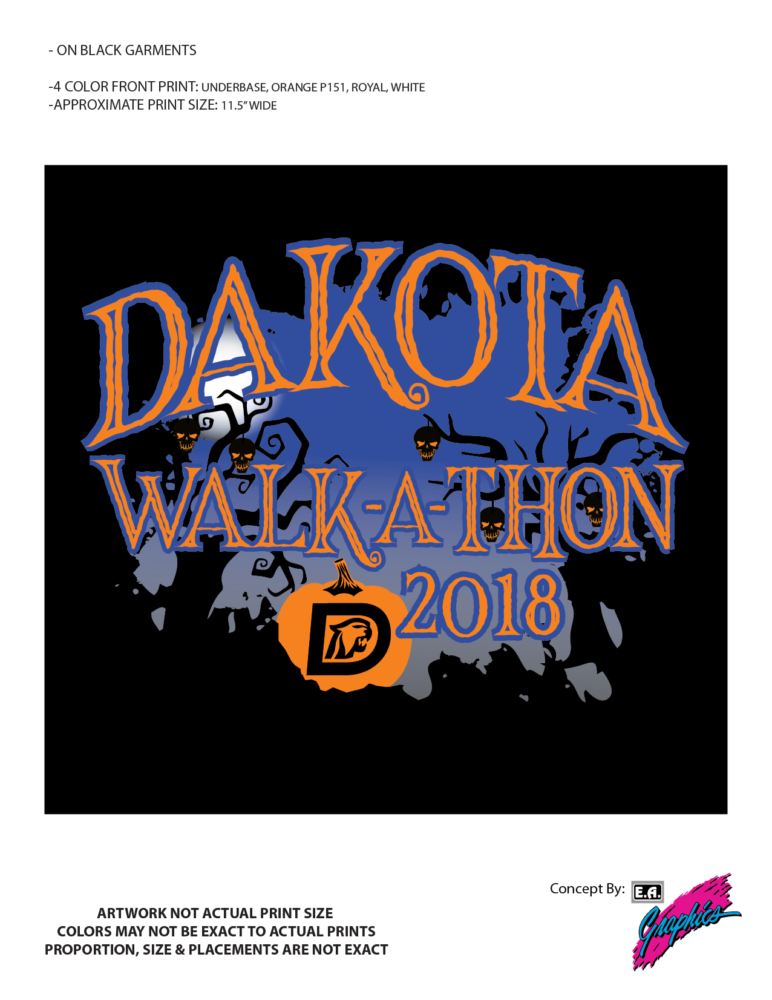 - ON BLACK GARMENTS
-4 COLOR FRONT PRINT: UNDERBASE, ORANGE P151, ROYAL, WHITE
-APPROXIMATE PRINT SIZE: 11.5” WIDE
DAKOTA
WALK-A-THON
2018
D
Concept By: E.A.
Graphics
ARTWORK NOT ACTUAL PRINT SIZE
COLORS MAY NOT BE EXACT TO ACTUAL PRINTS
PROPORTION, SIZE & PLACEMENTS ARE NOT EXACT